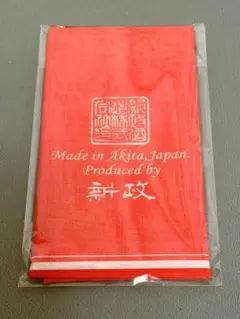 Made in Akita, Japan.
Produced by
新政